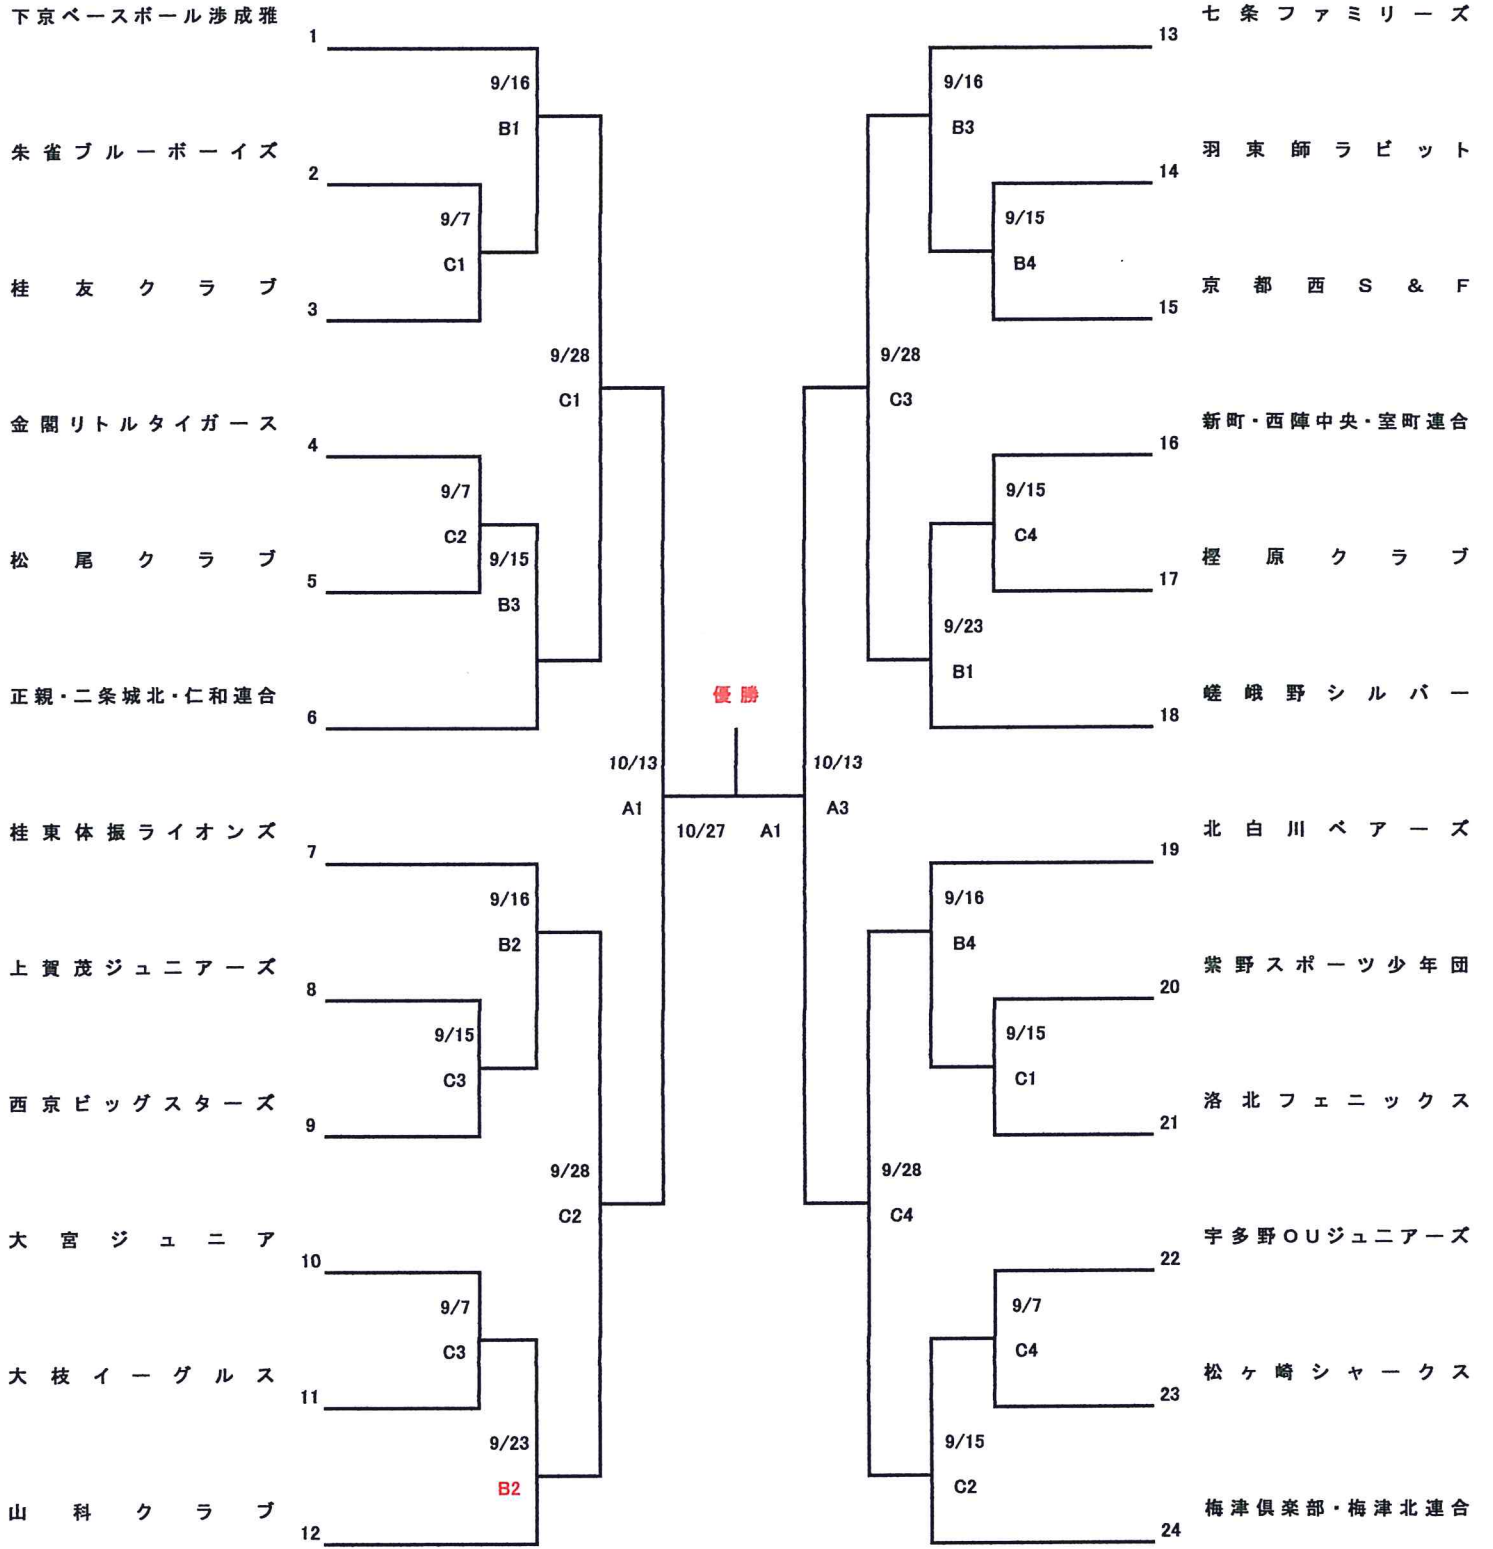 下京ベースボール渉成雅
1
9/16
B1
朱雀ブルーボーイズ
2
9/7
C1
桂友クラブ
3
9/28
C1
金閣リトルタイガース
4
9/7
C2
松尾クラブ
5
9/15
B3
正親・二条城北・仁和連合
6
10/13
A1
桂東体振ライオンズ
7
9/16
B2
上賀茂ジュニアーズ
8
9/15
C3
西京ビッグスターズ
9
9/28
C2
大宮ジュニア
10
9/7
C3
大枝イーグルス
11
9/23
B2
山科クラブ
12
優勝
10/27 A1
七条ファミリーズ
13
9/16
B3
羽束師ラビット
14
9/15
B4
京都西S&F
15
9/28
C3
新町・西陣中央・室町連合
16
9/15
C4
樫原クラブ
17
9/23
B1
嵯峨野シルバー
18
10/13
A3
北白川ベアーズ
19
9/16
B4
紫野スポーツ少年団
20
9/15
C1
洛北フェニックス
21
9/28
C4
宇多野OUジュニアーズ
22
9/7
C4
松ヶ崎シャークス
23
9/15
C2
梅津倶楽部・梅津北連合
24